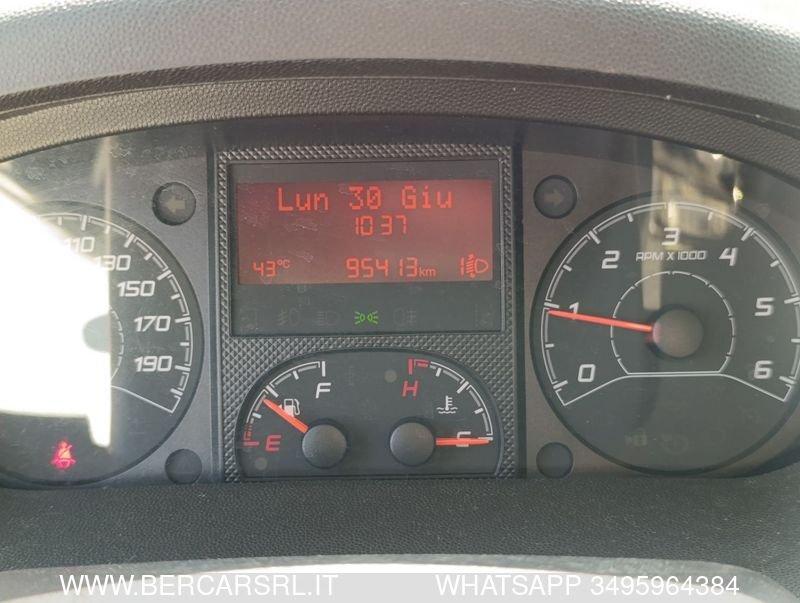 Lun 30 Giu
10 37
43°C 95413km 1
110
130
150
170
190
0 1 2 3 4 5 6
RPM X 1000
F
E
H
C
WWW.BERCARSRL.IT WHATSAPP 3495964384